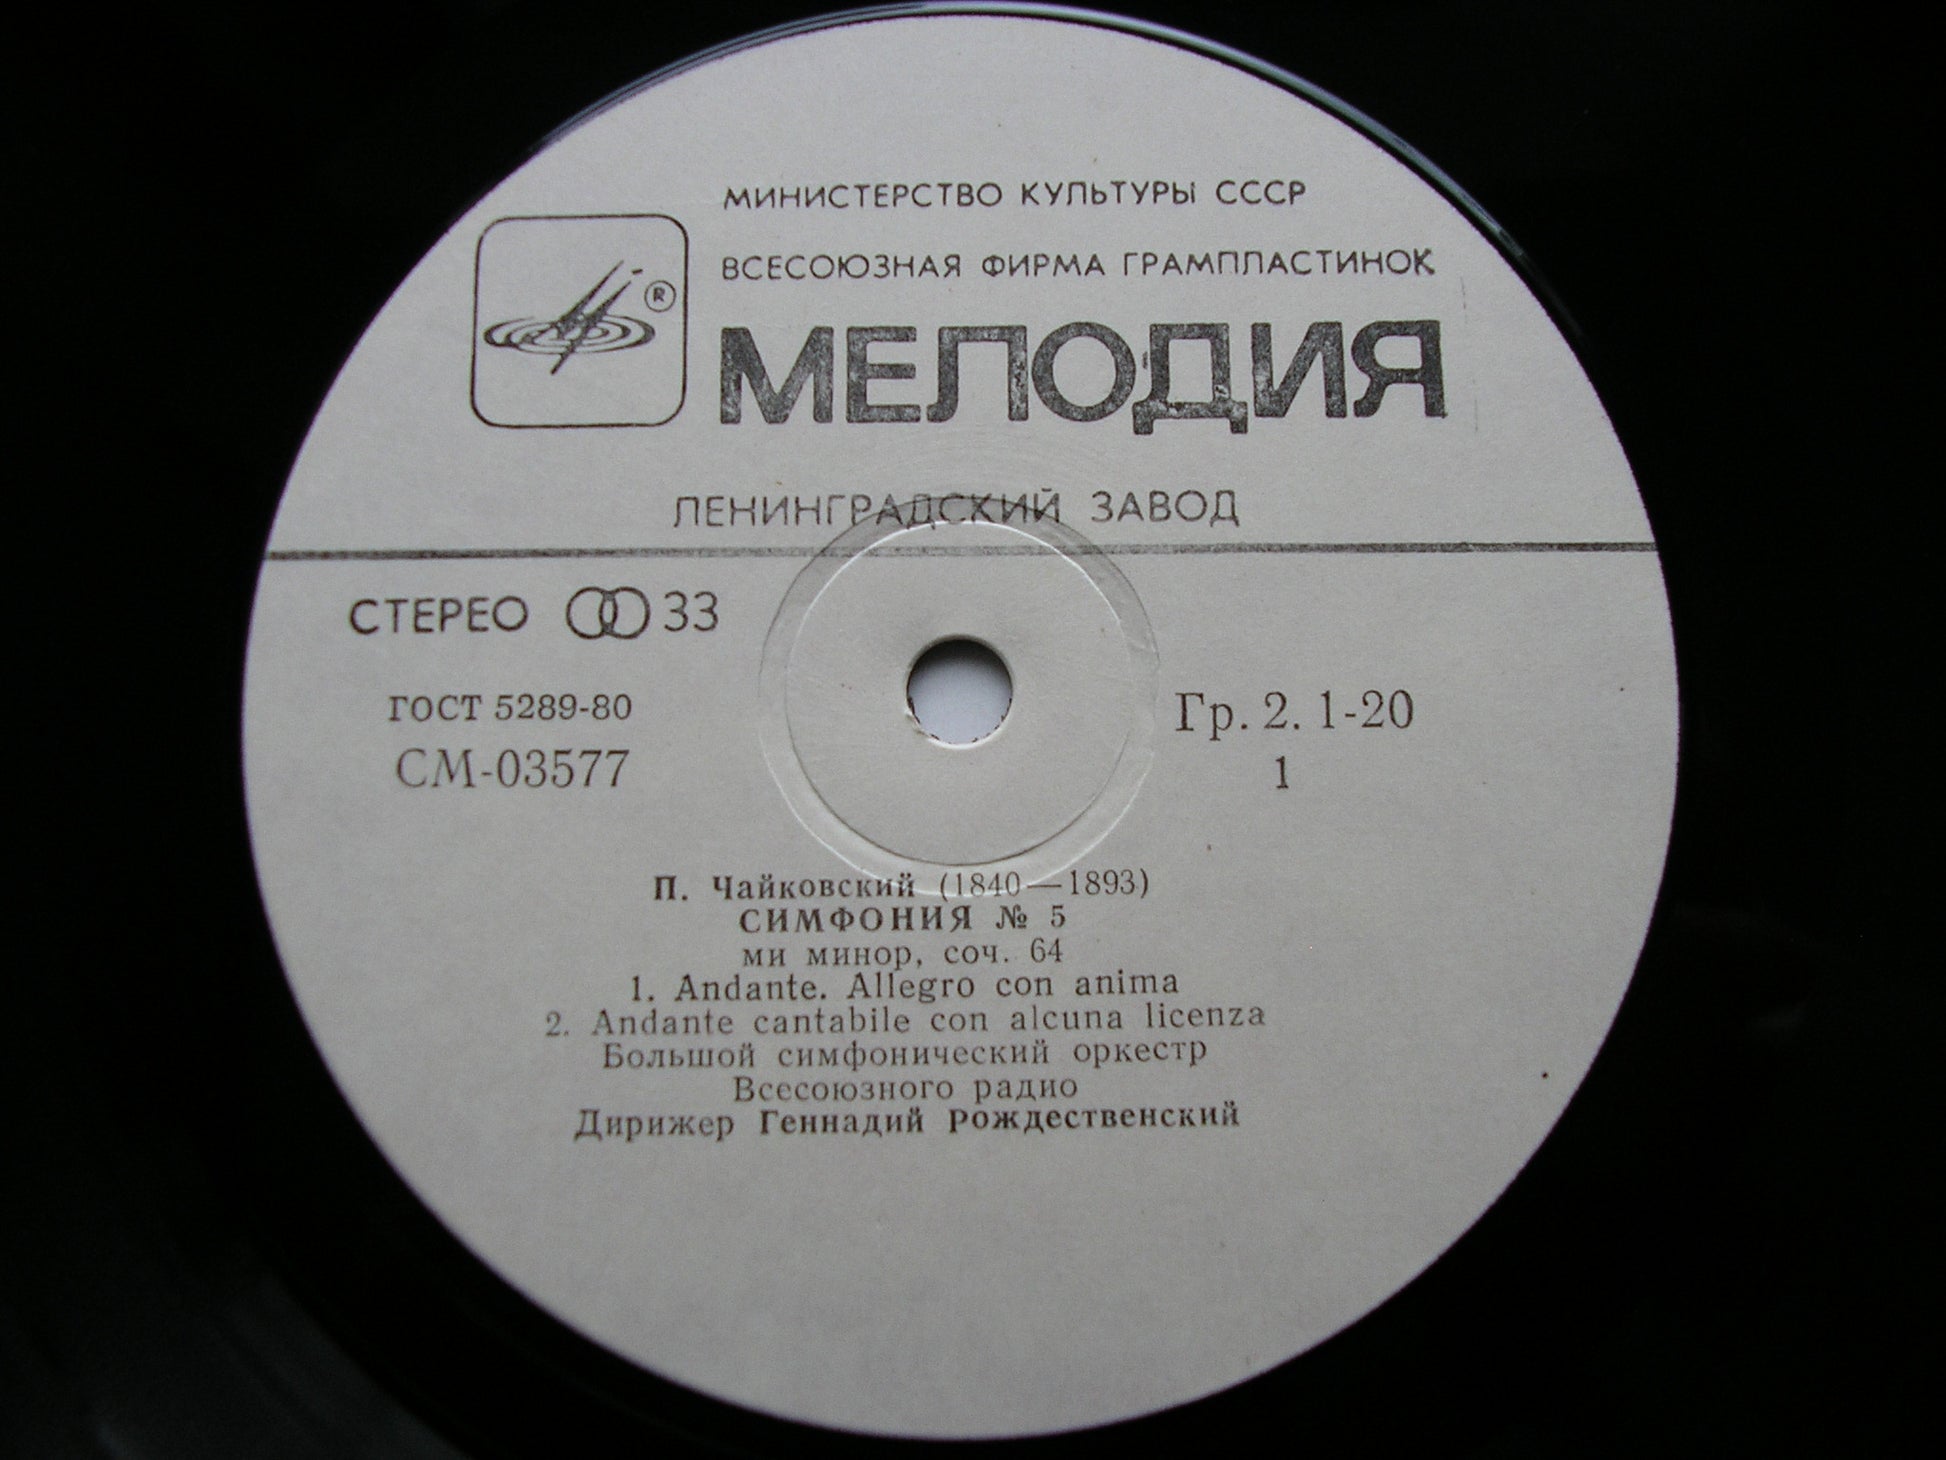 МИНИСТЕРСТВО КУЛЬТУРЫ СССР
ВСЕСОЮЗНАЯ ФИРМА ГРАМПЛАСТИНОК
®
МЕЛОДИЯ
ЛЕНИНГРАДСКИЙ ЗАВОД
СТЕРЕО 33
ГОСТ 5289-80
Гр. 2. 1-20
СМ-03577
1
П. Чайковский (1840—1893)
СИМФОНИЯ № 5
ми минор, соч. 64
1. Andante. Allegro con anima
2. Andante cantabile con alcuna licenza
Большой симфонический оркестр
Всесоюзного радио
Дирижер Геннадий Рождественский